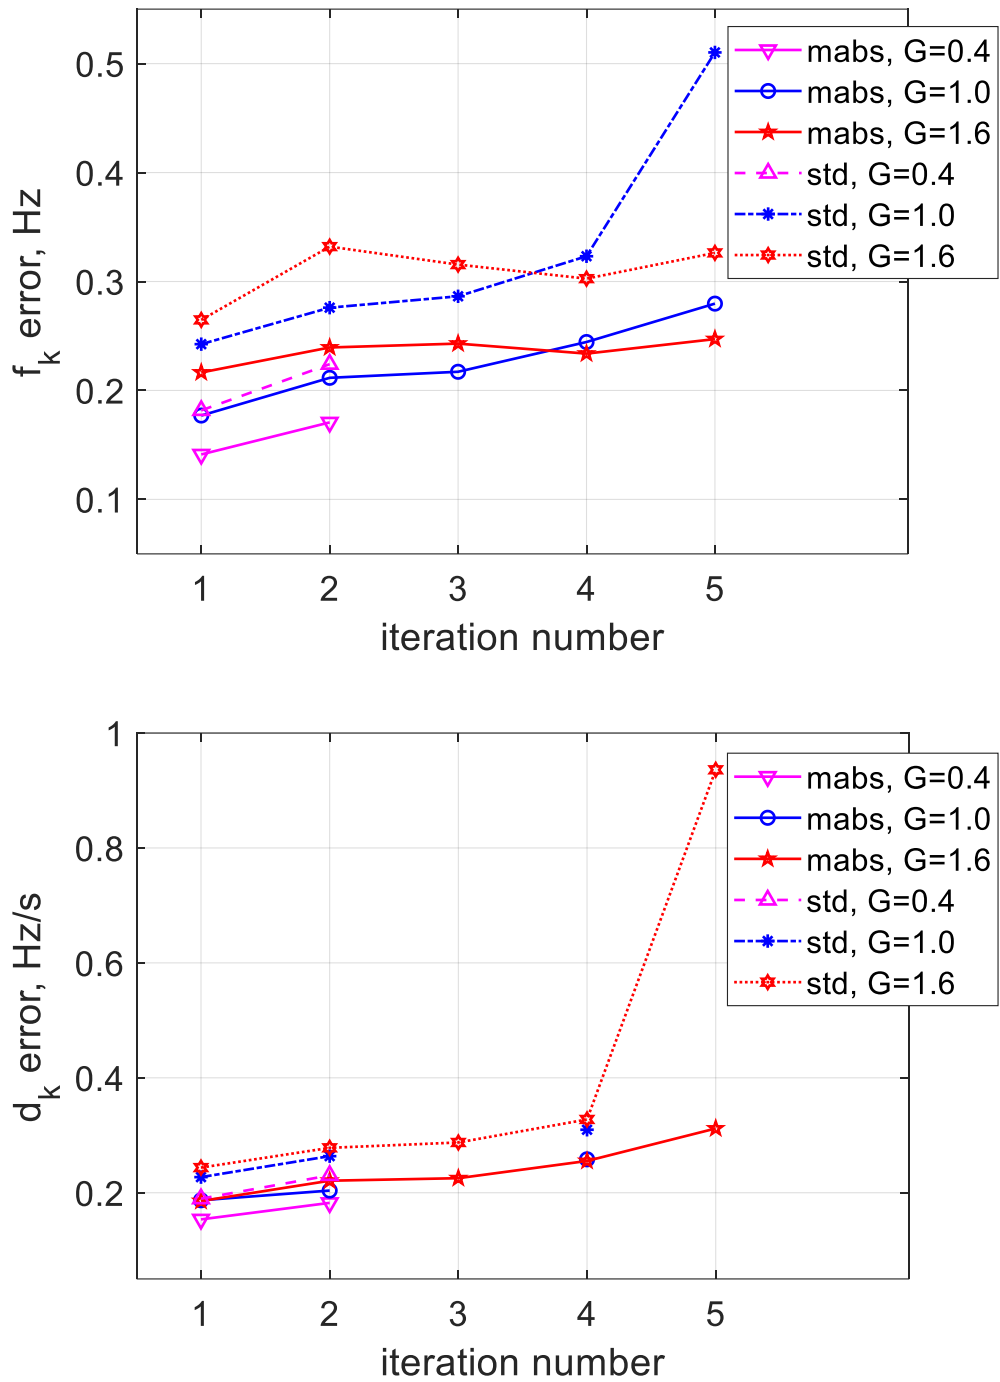 0.5
0.4
0.3
0.2
0.1
f_k error, Hz
1 2 3 4 5
iteration number
mabs, G=0.4
mabs, G=1.0
mabs, G=1.6
std, G=0.4
std, G=1.0
std, G=1.6
1
0.8
0.6
0.4
0.2
d_k error, Hz/s
1 2 3 4 5
iteration number
mabs, G=0.4
mabs, G=1.0
mabs, G=1.6
std, G=0.4
std, G=1.0
std, G=1.6